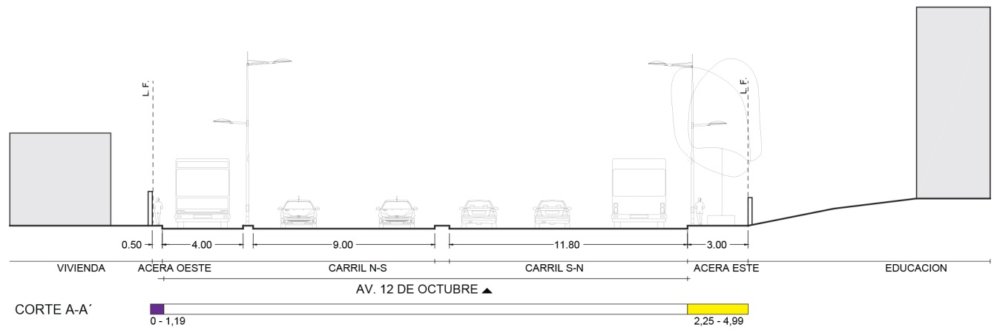 L. F.
L. F.
0.50
4.00
9.00
11.80
3.00
VIVIENDA
ACERA OESTE
CARRIL N-S
CARRIL S-N
ACERA ESTE
EDUCACION
AV. 12 DE OCTUBRE
CORTE A-A´
0 - 1,19
2,25 - 4,99